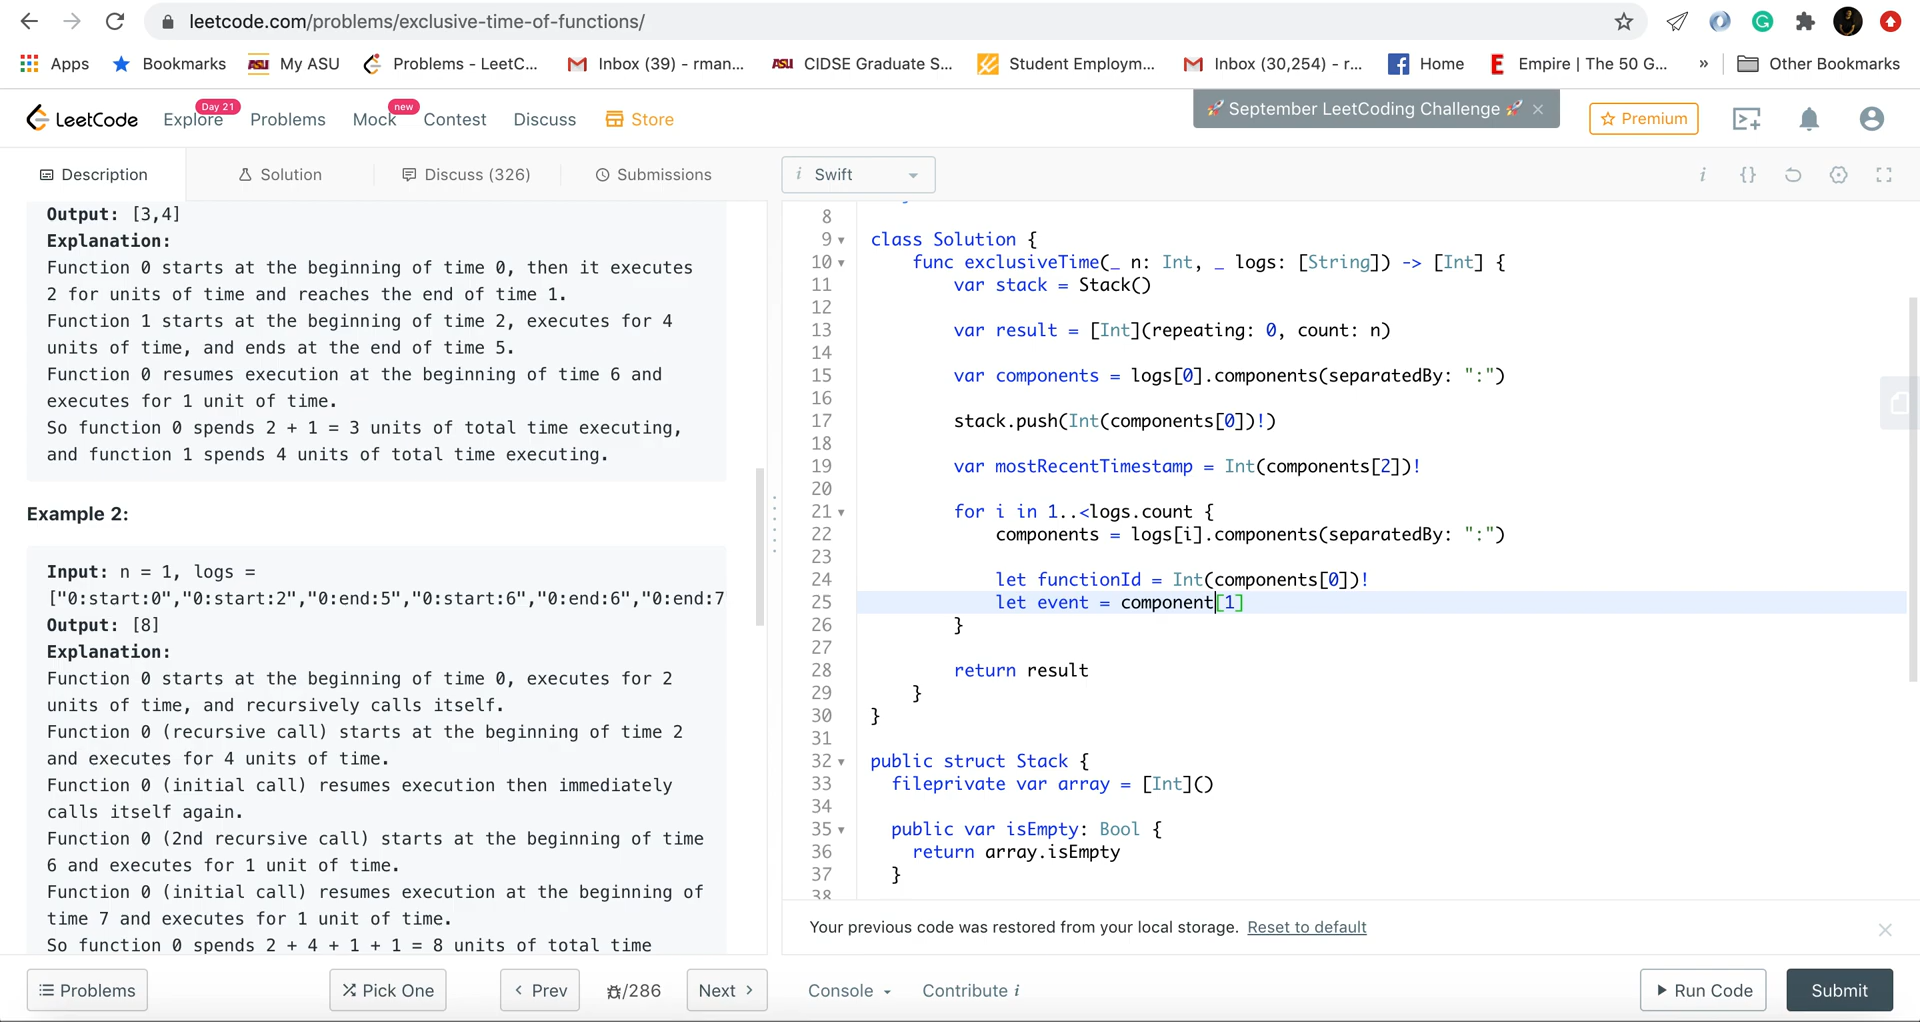 leetcode.com/problems/exclusive-time-of-functions/
Apps Bookmarks My ASU Problems - LeetC... Inbox (39) - rman... CIDSE Graduate S... Student Employm... Inbox (30,254) - r... Home Empire | The 50 G... » Other Bookmarks
LeetCode Explore Day 21 Problems Mock new Contest Discuss Store 🚀 September LeetCoding Challenge 🚀 × Premium
Description Solution Discuss (326) Submissions i Swift i {}
Output: [3,4]
Explanation:
Function 0 starts at the beginning of time 0, then it executes
2 for units of time and reaches the end of time 1.
Function 1 starts at the beginning of time 2, executes for 4
units of time, and ends at the end of time 5.
Function 0 resumes execution at the beginning of time 6 and
executes for 1 unit of time.
So function 0 spends 2 + 1 = 3 units of total time executing,
and function 1 spends 4 units of total time executing.
Example 2:
Input: n = 1, logs =
["0:start:0","0:start:2","0:end:5","0:start:6","0:end:6","0:end:7
Output: [8]
Explanation:
Function 0 starts at the beginning of time 0, executes for 2
units of time, and recursively calls itself.
Function 0 (recursive call) starts at the beginning of time 2
and executes for 4 units of time.
Function 0 (initial call) resumes execution then immediately
calls itself again.
Function 0 (2nd recursive call) starts at the beginning of time
6 and executes for 1 unit of time.
Function 0 (initial call) resumes execution at the beginning of
time 7 and executes for 1 unit of time.
So function 0 spends 2 + 4 + 1 + 1 = 8 units of total time
8
9 class Solution {
10 func exclusiveTime(_ n: Int, _ logs: [String]) -> [Int] {
11 var stack = Stack()
12
13 var result = [Int](repeating: 0, count: n)
14
15 var components = logs[0].components(separatedBy: ":")
16
17 stack.push(Int(components[0])!)
18
19 var mostRecentTimestamp = Int(components[2])!
20
21 for i in 1..<logs.count {
22 components = logs[i].components(separatedBy: ":")
23
24 let functionId = Int(components[0])!
25 let event = component[1]
26 }
27
28 return result
29 }
30 }
31
32 public struct Stack {
33 fileprivate var array = [Int]()
34
35 public var isEmpty: Bool {
36 return array.isEmpty
37 }
38
Your previous code was restored from your local storage. Reset to default
Problems Pick One Prev /286 Next Console Contribute i Run Code Submit